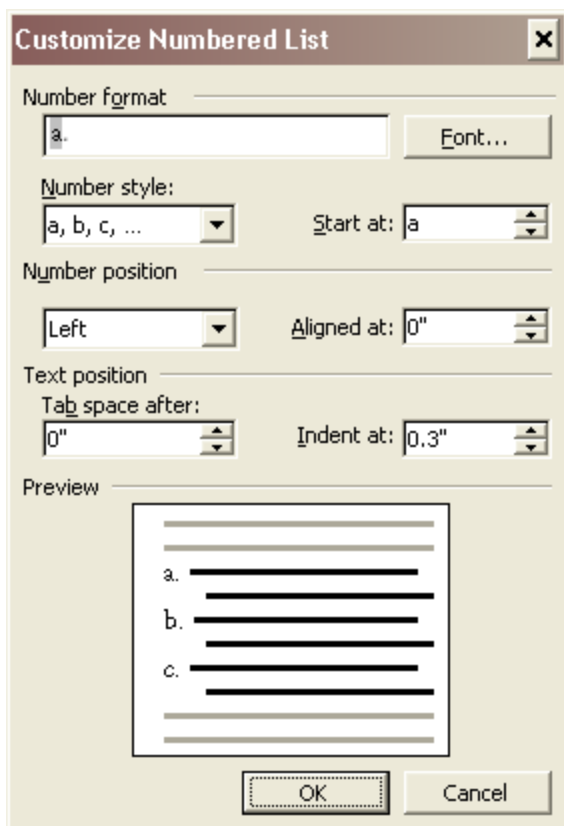 Customize Numbered List
Number format
a.
Font...
Number style:
a, b, c, ...
Start at: a
Number position
Left
Aligned at: 0"
Text position
Tab space after:
0"
Indent at: 0.3"
Preview
a.
b.
c.
OK
Cancel